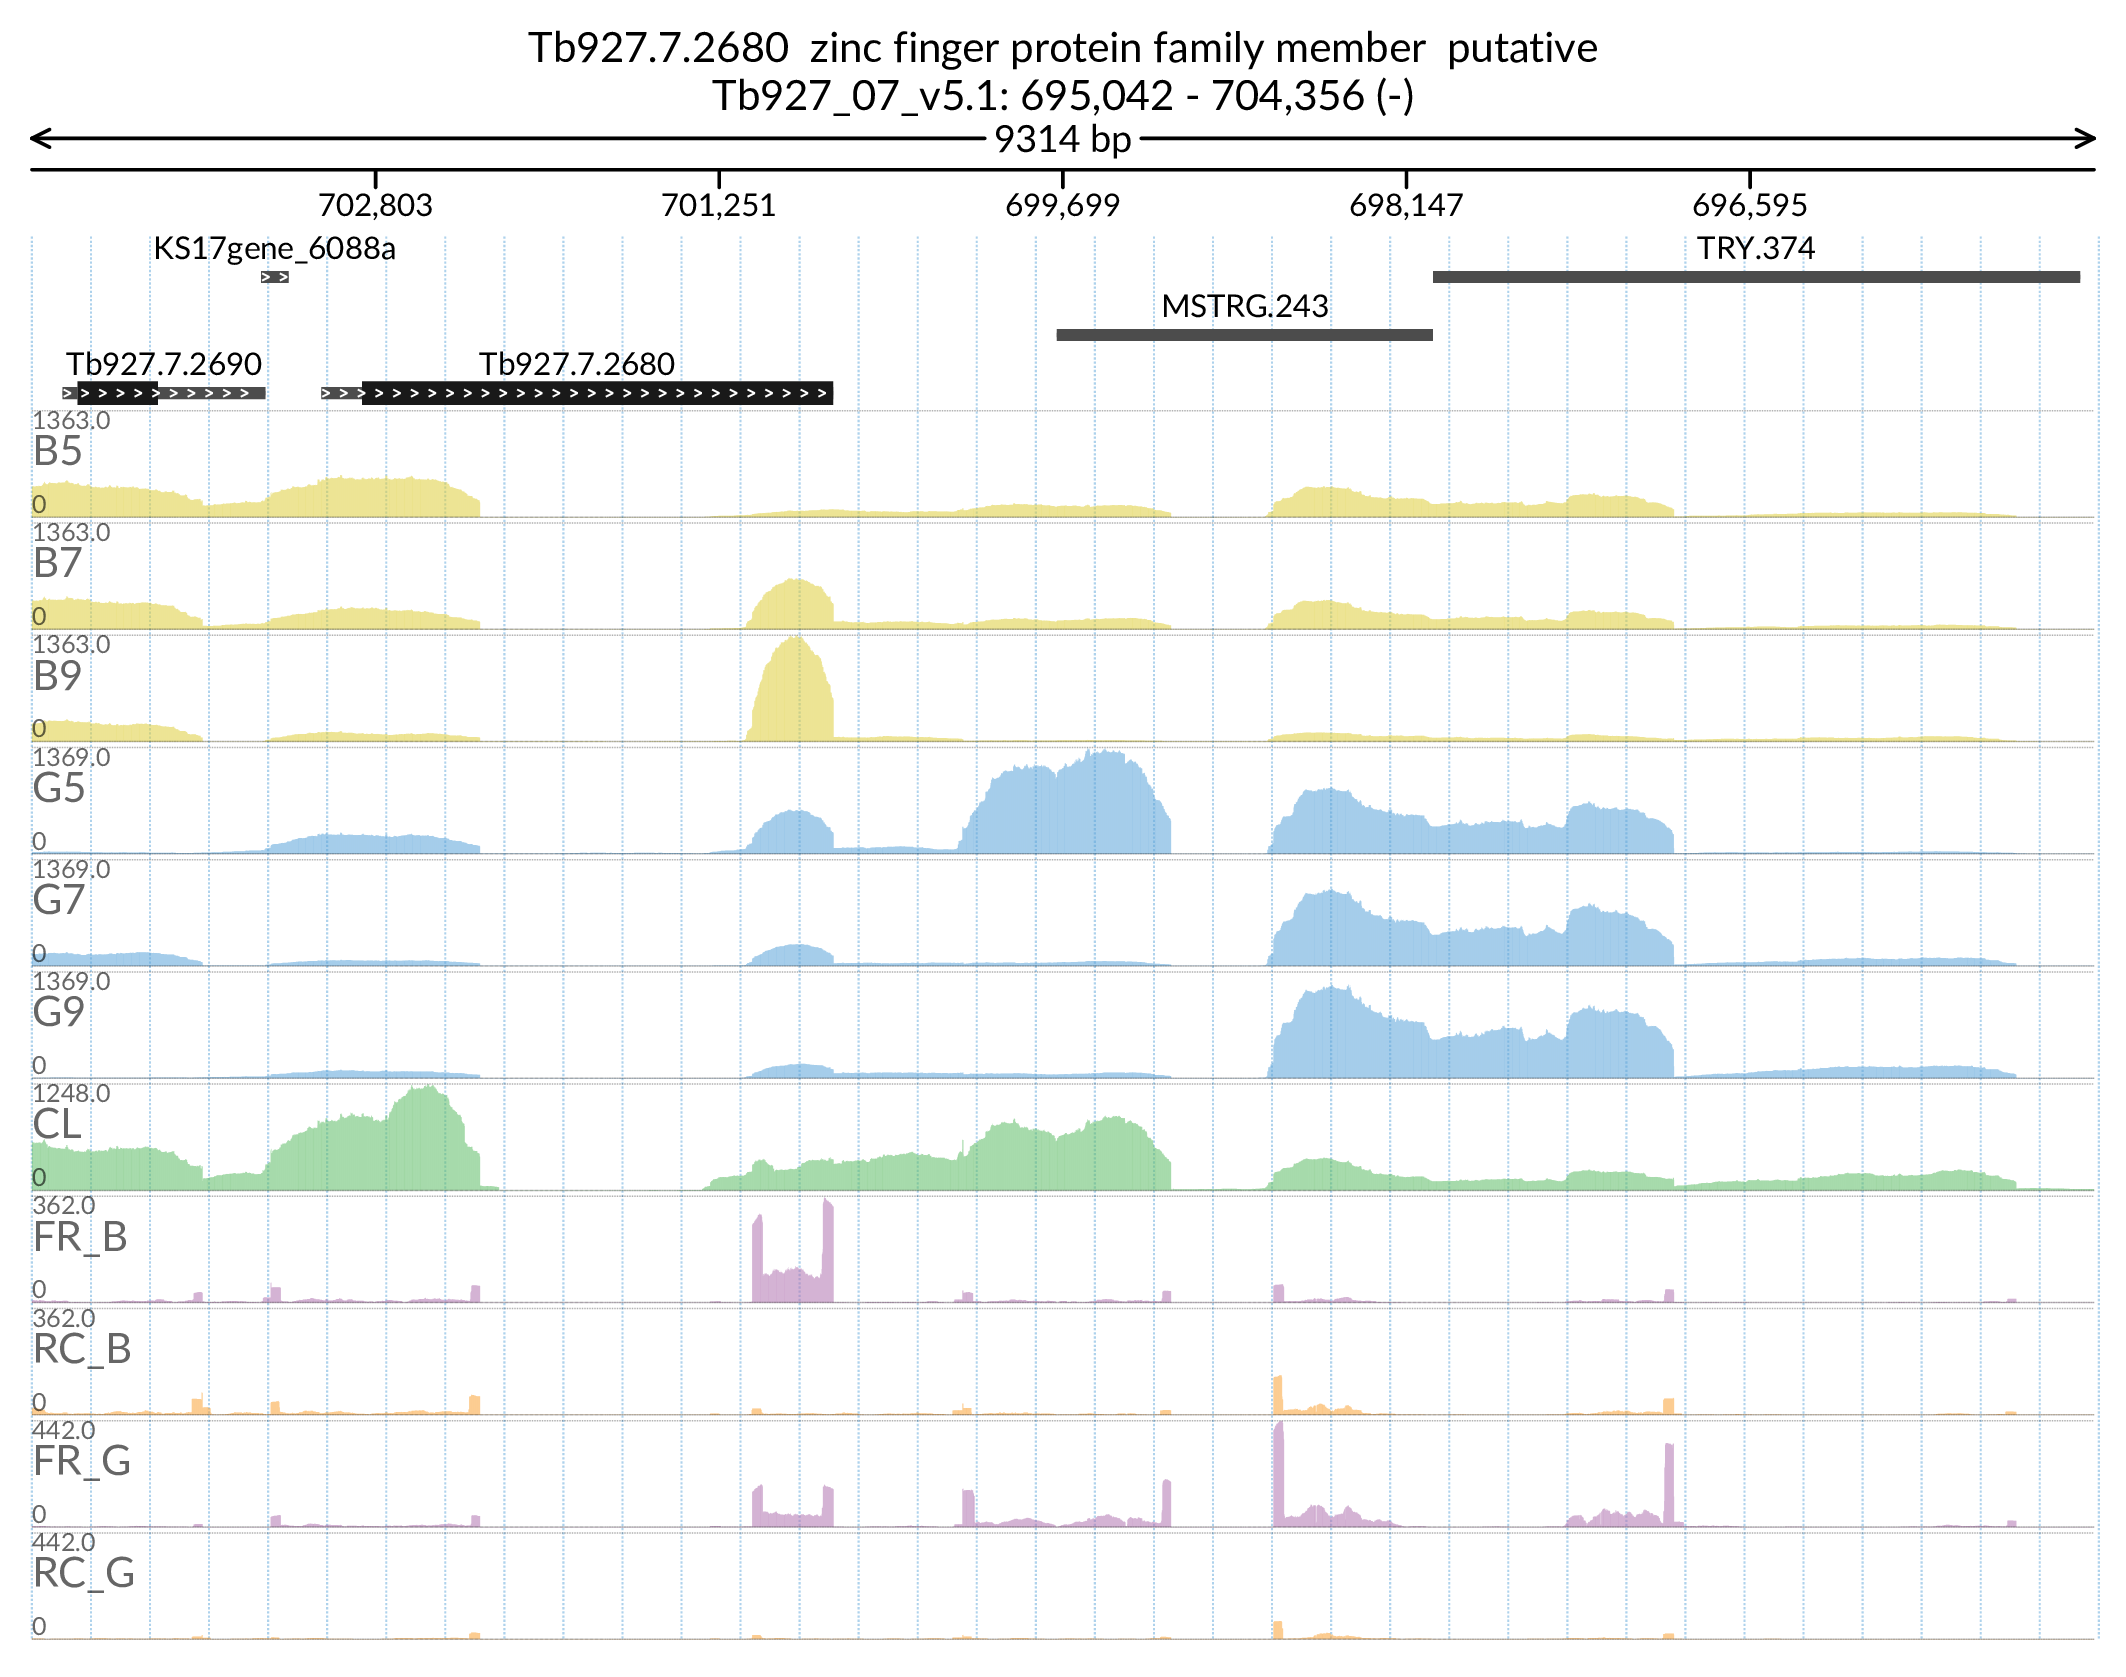 Tb927.7.2680  zinc finger protein family member  putative
Tb927_07_v5.1: 695,042 - 704,356 (-)
9314 bp
702,803 701,251 699,699 698,147 696,595
KS17gene_6088a TRY.374
MSTRG.243
Tb927.7.2690 Tb927.7.2680
1363.0
B5
0
1363.0
B7
0
1363.0
B9
0
1369.0
G5
0
1369.0
G7
0
1369.0
G9
0
1248.0
CL
0
362.0
FR_B
0
362.0
RC_B
0
442.0
FR_G
0
442.0
RC_G
0